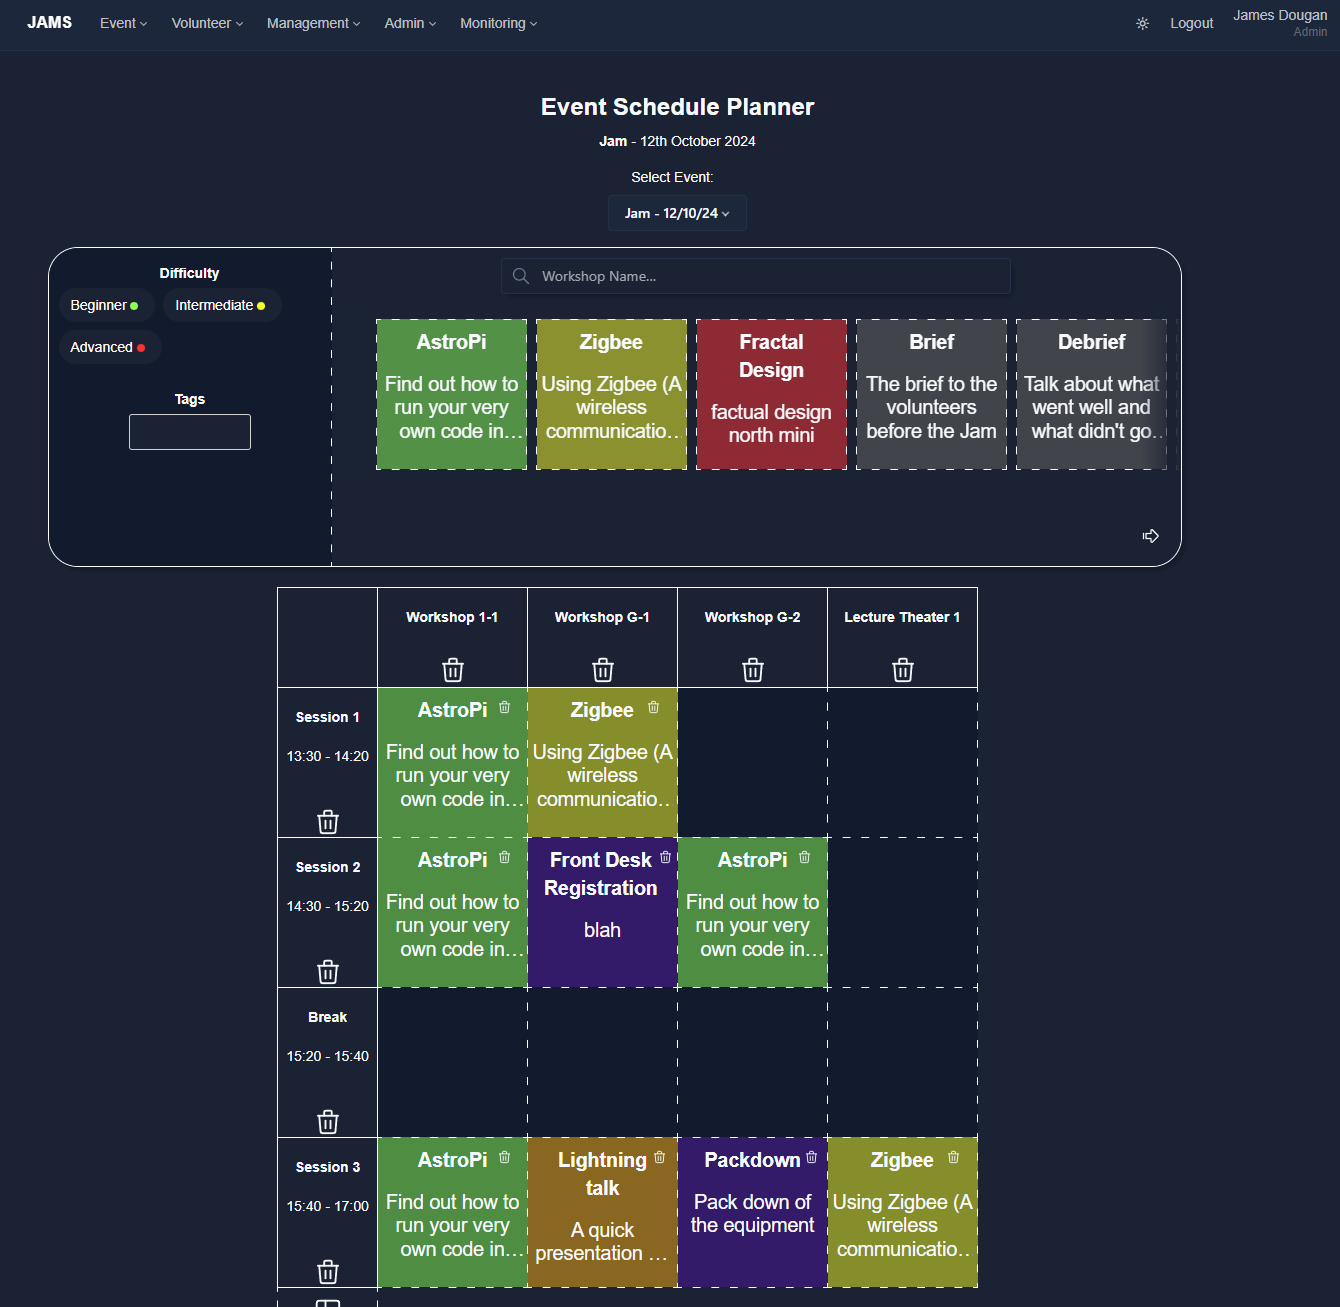 JAMS Event Volunteer Management Admin Monitoring Logout James Dougan
Admin
Event Schedule Planner
Jam - 12th October 2024
Select Event:
Jam - 12/10/24
Difficulty
Beginner
Intermediate
Advanced
Tags
Workshop Name...
AstroPi
Find out how to
run your very
own code in…
Zigbee
Using Zigbee (A
wireless
communicatio…
Fractal
Design
factual design
north mini
Brief
The brief to the
volunteers
before the Jam
Debrief
Talk about what
went well and
what didn't go…
Workshop 1-1
Workshop G-1
Workshop G-2
Lecture Theater 1
Session 1
13:30 - 14:20
AstroPi
Find out how to
run your very
own code in…
Zigbee
Using Zigbee (A
wireless
communicatio…
Session 2
14:30 - 15:20
AstroPi
Find out how to
run your very
own code in…
Front Desk
Registration
blah
AstroPi
Find out how to
run your very
own code in…
Break
15:20 - 15:40
Session 3
15:40 - 17:00
AstroPi
Find out how to
run your very
own code in…
Lightning
talk
A quick
presentation …
Packdown
Pack down of
the equipment
Zigbee
Using Zigbee (A
wireless
communicatio…